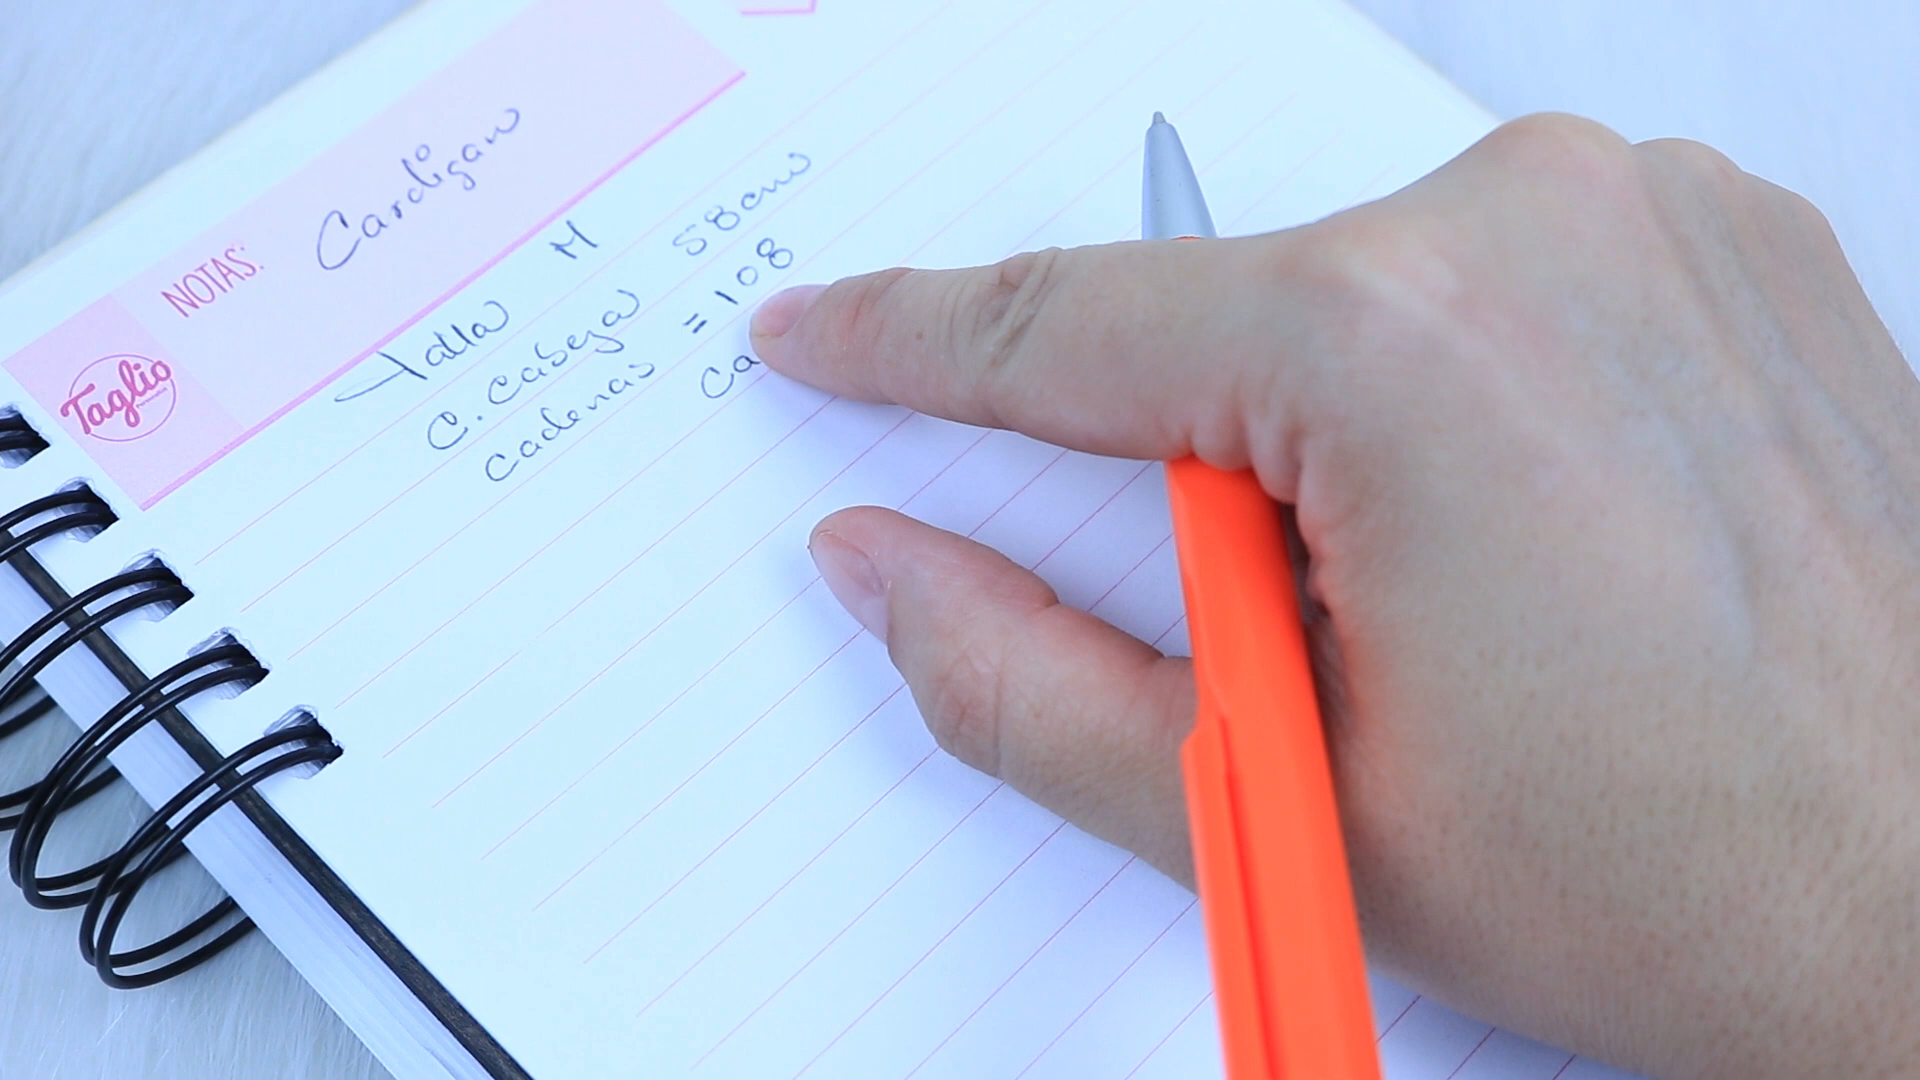 NOTAS: Cardigan
Taglio
Talla M
C. Cabeza 58cm
Cadenas = 108